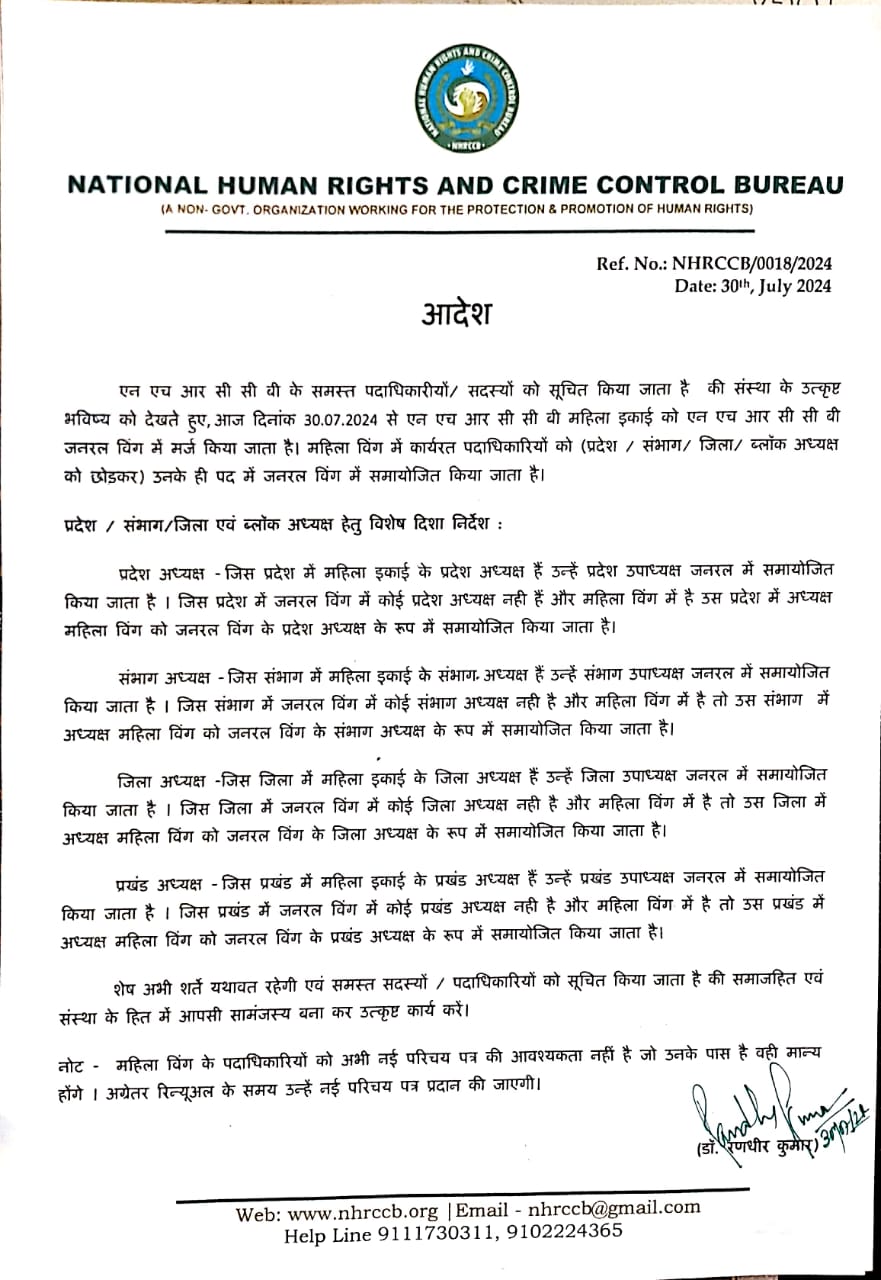 NATIONAL HUMAN RIGHTS AND CRIME CONTROL BUREAU
NHRCCB
NATIONAL HUMAN RIGHTS AND CRIME CONTROL BUREAU
(A NON- GOVT. ORGANIZATION WORKING FOR THE PROTECTION & PROMOTION OF HUMAN RIGHTS)
Ref. No.: NHRCCB/0018/2024
Date: 30th, July 2024
आदेश
एन एच आर सी सी वी के समस्त पदाधिकारीयों/ सदस्यों को सूचित किया जाता है की संस्था के उत्कृष्ट
भविष्य को देखते हुए,आज दिनांक 30.07.2024 से एन एच आर सी सी वी महिला इकाई को एन एच आर सी सी वी
जनरल विंग में मर्ज किया जाता है। महिला विंग में कार्यरत पदाधिकारियों को (प्रदेश / संभाग/ जिला/ ब्लॉक अध्यक्ष
को छोडकर) उनके ही पद में जनरल विंग में समायोजित किया जाता है।
प्रदेश / संभाग/जिला एवं ब्लॉक अध्यक्ष हेतु विशेष दिशा निर्देश :
प्रदेश अध्यक्ष - जिस प्रदेश में महिला इकाई के प्रदेश अध्यक्ष हैं उन्हें प्रदेश उपाध्यक्ष जनरल में समायोजित
किया जाता है । जिस प्रदेश में जनरल विंग में कोई प्रदेश अध्यक्ष नही हैं और महिला विंग में है उस प्रदेश में अध्यक्ष
महिला विंग को जनरल विंग के प्रदेश अध्यक्ष के रूप में समायोजित किया जाता है।
संभाग अध्यक्ष - जिस संभाग में महिला इकाई के संभाग अध्यक्ष हैं उन्हें संभाग उपाध्यक्ष जनरल में समायोजित
किया जाता है । जिस संभाग में जनरल विंग में कोई संभाग अध्यक्ष नही है और महिला विंग में है तो उस संभाग में
अध्यक्ष महिला विंग को जनरल विंग के संभाग अध्यक्ष के रूप में समायोजित किया जाता है।
जिला अध्यक्ष -जिस जिला में महिला इकाई के जिला अध्यक्ष हैं उन्हें जिला उपाध्यक्ष जनरल में समायोजित
किया जाता है । जिस जिला में जनरल विंग में कोई जिला अध्यक्ष नही है और महिला विंग में है तो उस जिला में
अध्यक्ष महिला विंग को जनरल विंग के जिला अध्यक्ष के रूप में समायोजित किया जाता है।
प्रखंड अध्यक्ष - जिस प्रखंड में महिला इकाई के प्रखंड अध्यक्ष हैं उन्हें प्रखंड उपाध्यक्ष जनरल में समायोजित
किया जाता है । जिस प्रखंड में जनरल विंग में कोई प्रखंड अध्यक्ष नही है और महिला विंग में है तो उस प्रखंड में
अध्यक्ष महिला विंग को जनरल विंग के प्रखंड अध्यक्ष के रूप में समायोजित किया जाता है।
शेष अभी शर्ते यथावत रहेगी एवं समस्त सदस्यों / पदाधिकारियों को सूचित किया जाता है की समाजहित एवं
संस्था के हित में आपसी सामंजस्य बना कर उत्कृष्ट कार्य करें।
नोट - महिला विंग के पदाधिकारियों को अभी नई परिचय पत्र की आवश्यकता नहीं है जो उनके पास है वही मान्य
होंगे । अग्रेतर रिन्यूअल के समय उन्हें नई परिचय पत्र प्रदान की जाएगी।
(डॉ. रणधीर कुमार) 30/07/24
Web: www.nhrccb.org |Email - nhrccb@gmail.com
Help Line 9111730311, 9102224365